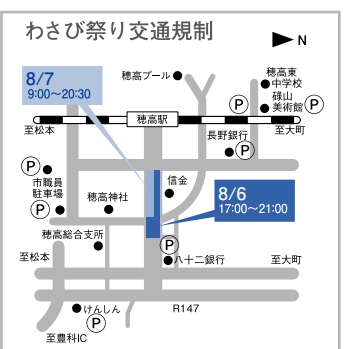 わさび祭り交通規制
N
8/7
9:00〜20:30
穂高プール
穂高東
中学校
碌山
美術館
P
P
穂高駅
至松本
至大町
長野銀行
P
P
市職員
駐車場
P
信金
穂高神社
8/6
17:00〜21:00
穂高総合支所
P
至松本
八十二銀行
至大町
けんしん
P
R147
至豊科IC